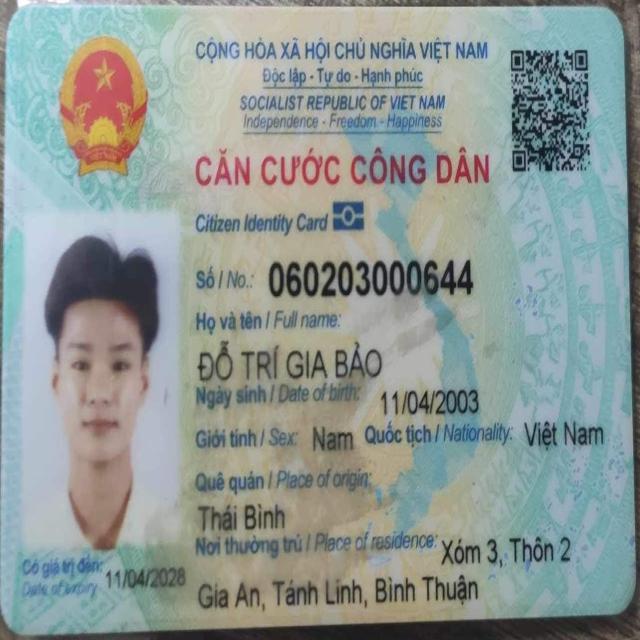 CỘNG HÒA XÃ HỘI CHỦ NGHĨA VIỆT NAM
Độc lập - Tự do - Hạnh phúc
SOCIALIST REPUBLIC OF VIET NAM
Independence - Freedom - Happiness
CĂN CƯỚC CÔNG DÂN
Citizen Identity Card
Số / No.: 060203000644
Họ và tên / Full name:
ĐỖ TRÍ GIA BẢO
Ngày sinh / Date of birth: 11/04/2003
Giới tính / Sex: Nam Quốc tịch / Nationality: Việt Nam
Quê quán / Place of origin:
Thái Bình
Nơi thường trú / Place of residence: Xóm 3, Thôn 2
Gia An, Tánh Linh, Bình Thuận
Có giá trị đến: 11/04/2028
Date of expiry